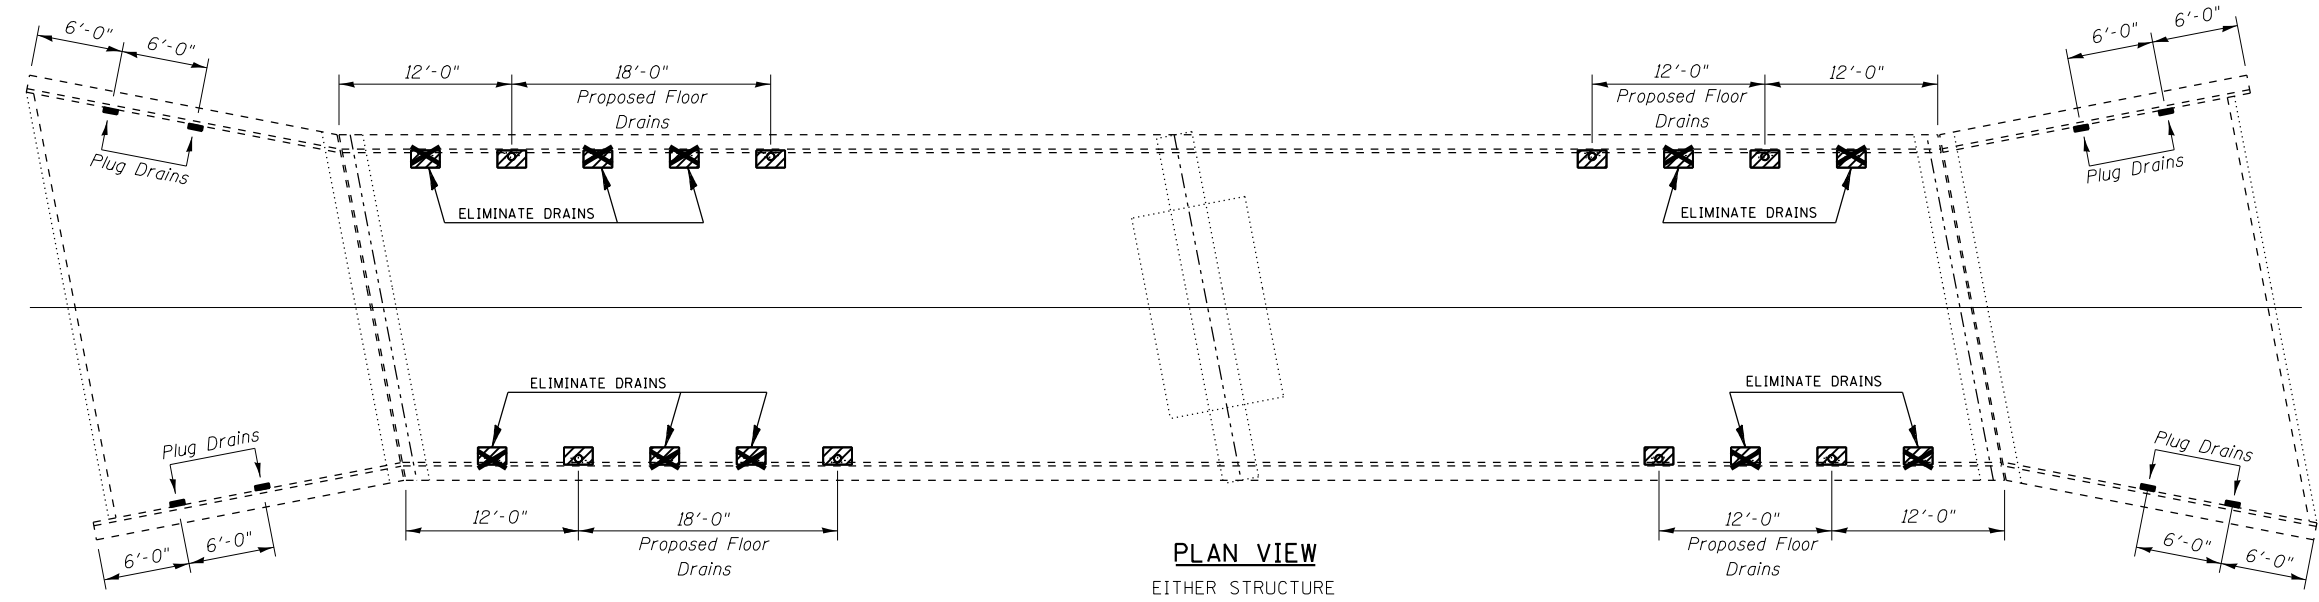 6'-0" 6'-0"
12'-0" 18'-0"
Proposed Floor
Drains
12'-0" 12'-0"
Proposed Floor
Drains
6'-0" 6'-0"
Plug Drains
Plug Drains
ELIMINATE DRAINS
ELIMINATE DRAINS
ELIMINATE DRAINS
ELIMINATE DRAINS
Plug Drains
Plug Drains
6'-0" 6'-0"
12'-0" 18'-0"
Proposed Floor
Drains
12'-0" 12'-0"
Proposed Floor
Drains
6'-0" 6'-0"
PLAN VIEW
EITHER STRUCTURE